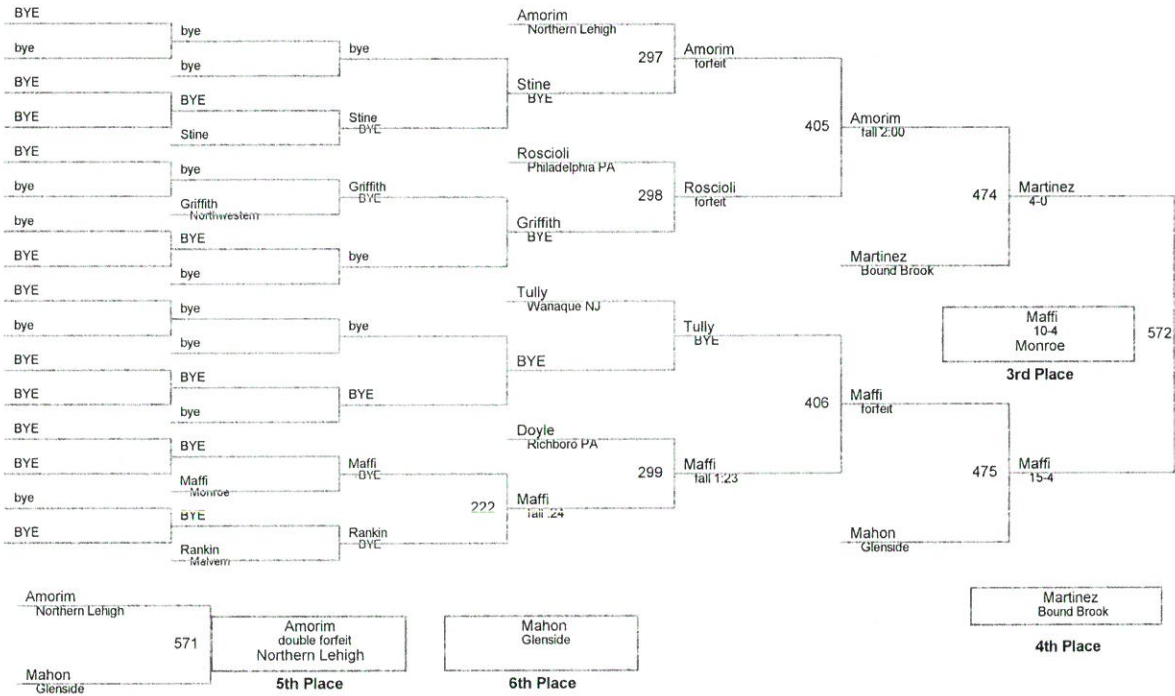 BYE
bye
BYE
BYE
BYE
bye
bye
BYE
BYE
bye
BYE
BYE
BYE
BYE
bye
BYE
bye
bye
BYE
Stine
bye
Griffith
Northwestern
BYE
bye
bye
bye
BYE
bye
BYE
Maffi
Monroe
BYE
Rankin
Malvern
bye
Stine
BYE
Griffith
BYE
bye
bye
BYE
Maffi
BYE
222
Rankin
BYE
Amorim
Northern Lehigh
297
Stine
BYE
Roscioli
Philadelphia PA
298
Griffith
BYE
Tully
Wanaque NJ
BYE
Doyle
Richboro PA
299
Maffi
fall :24
Amorim
forfeit
405
Roscioli
forfeit
Tully
BYE
406
Maffi
fall 1:23
Amorim
fall 2:00
474
Martinez
Bound Brook
Maffi
forfeit
475
Mahon
Glenside
Martinez
4-0
Maffi
10-4
Monroe
572
3rd Place
Maffi
15-4
Amorim
Northern Lehigh
571
Mahon
Glenside
Amorim
double forfeit
Northern Lehigh
5th Place
Mahon
Glenside
6th Place
Martinez
Bound Brook
4th Place